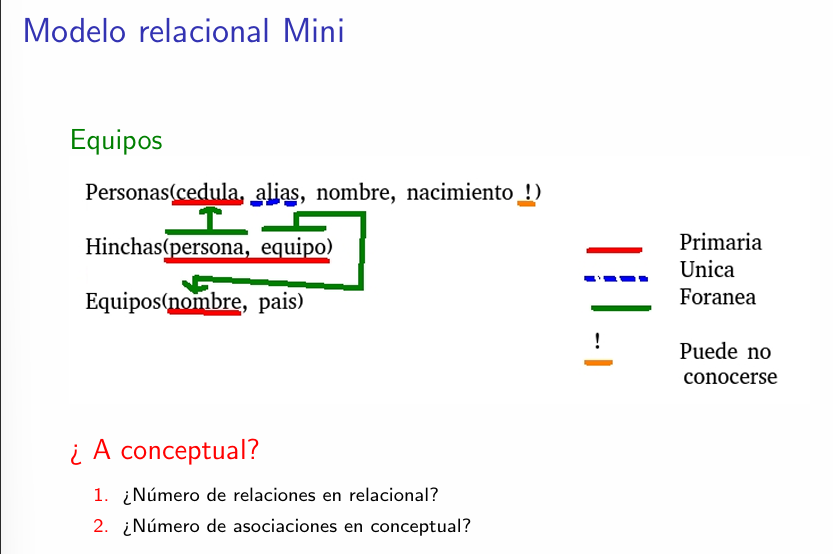 Modelo relacional Mini
Equipos
Personas(cedula, alias, nombre, nacimiento !)
Hinchas(persona, equipo)
Equipos(nombre, pais)
Primaria
Unica
Foranea
!
Puede no
conocerse
¿ A conceptual?
1. ¿Número de relaciones en relacional?
2. ¿Número de asociaciones en conceptual?